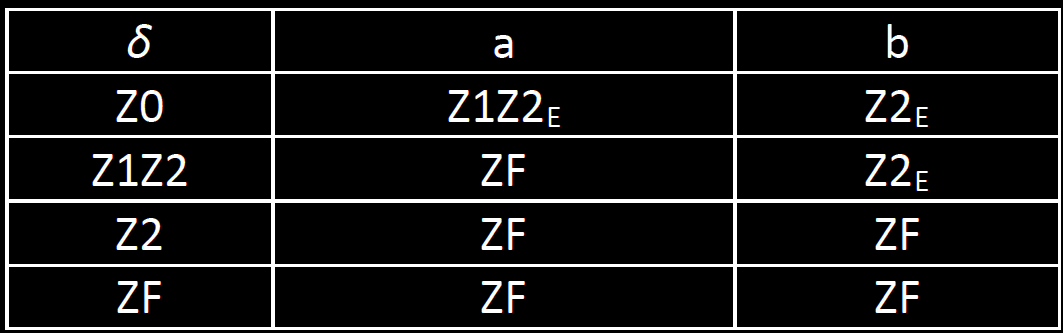 δ a b
Z0 Z1Z2E Z2E
Z1Z2 ZF Z2E
Z2 ZF ZF
ZF ZF ZF